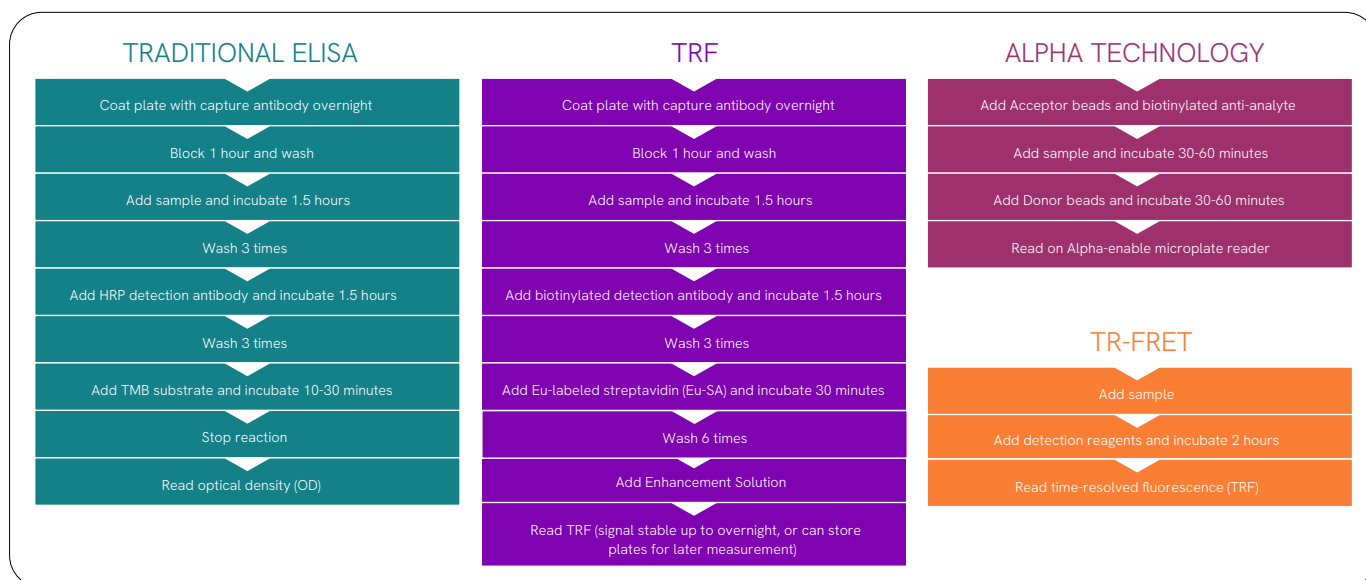 TRADITIONAL ELISA
Coat plate with capture antibody overnight
Block 1 hour and wash
Add sample and incubate 1.5 hours
Wash 3 times
Add HRP detection antibody and incubate 1.5 hours
Wash 3 times
Add TMB substrate and incubate 10-30 minutes
Stop reaction
Read optical density (OD)
TRF
Coat plate with capture antibody overnight
Block 1 hour and wash
Add sample and incubate 1.5 hours
Wash 3 times
Add biotinylated detection antibody and incubate 1.5 hours
Wash 3 times
Add Eu-labeled streptavidin (Eu-SA) and incubate 30 minutes
Wash 6 times
Add Enhancement Solution
Read TRF (signal stable up to overnight, or can store
plates for later measurement)
ALPHA TECHNOLOGY
Add Acceptor beads and biotinylated anti-analyte
Add sample and incubate 30-60 minutes
Add Donor beads and incubate 30-60 minutes
Read on Alpha-enable microplate reader
TR-FRET
Add sample
Add detection reagents and incubate 2 hours
Read time-resolved fluorescence (TRF)